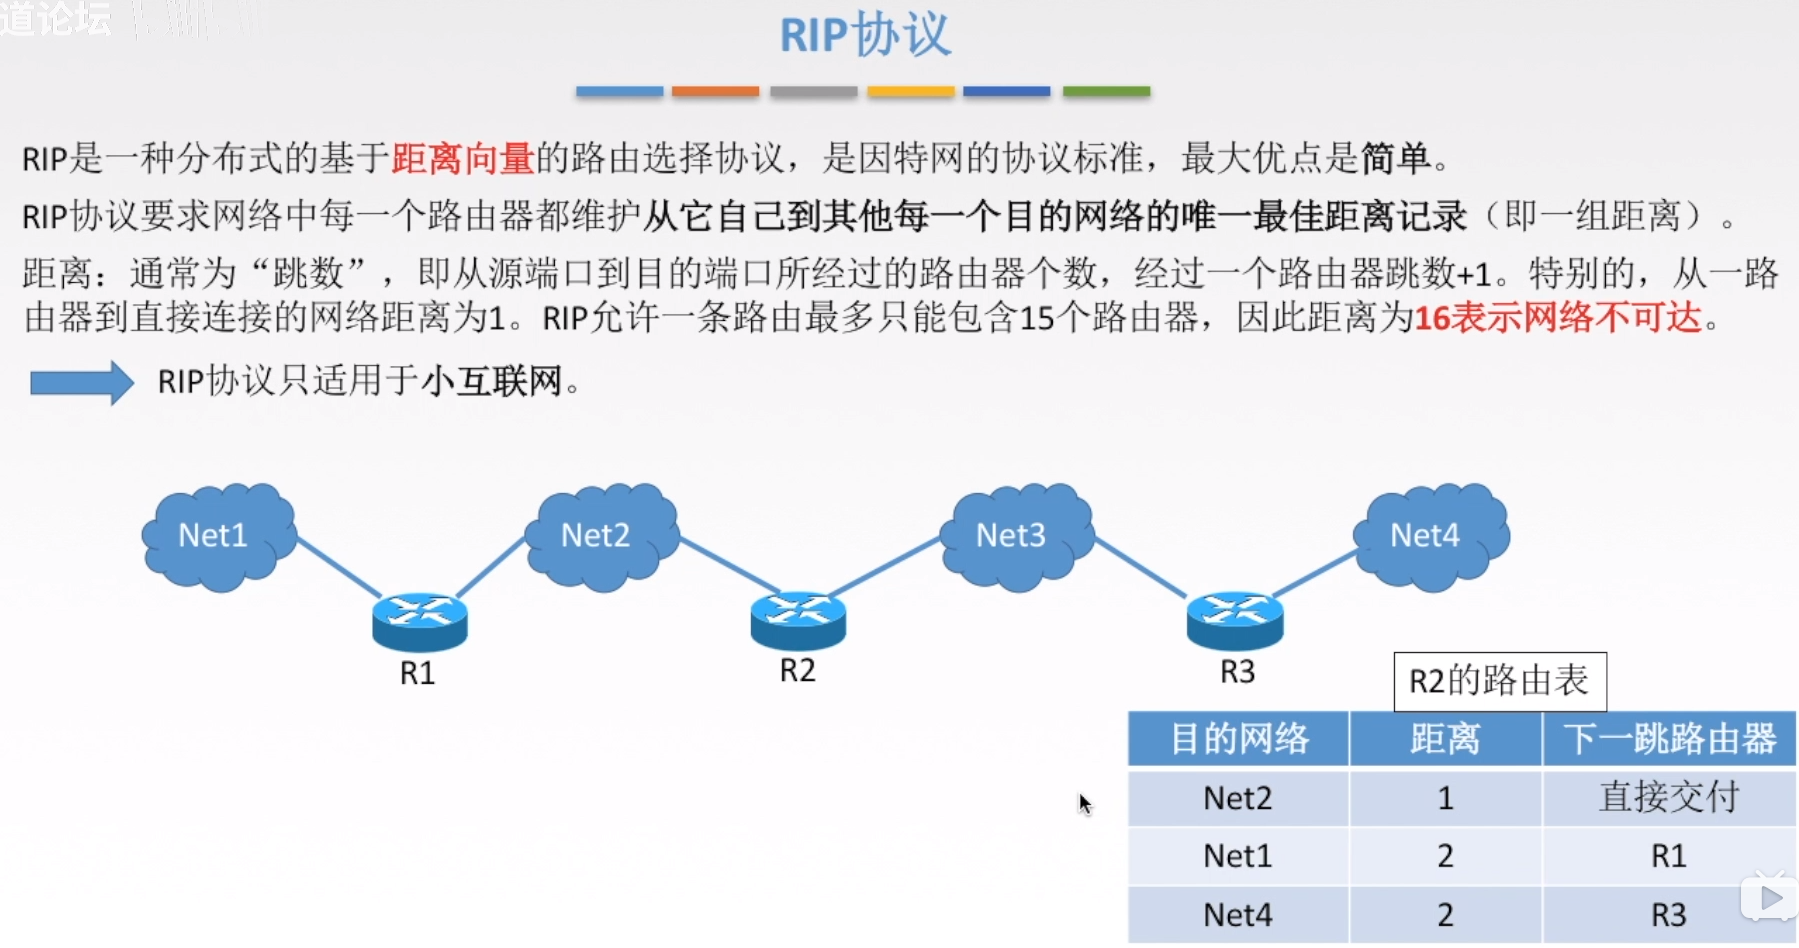 道论坛
RIP协议
RIP是一种分布式的基于距离向量的路由选择协议，是因特网的协议标准，最大优点是简单。
RIP协议要求网络中每一个路由器都维护从它自己到其他每一个目的网络的唯一最佳距离记录（即一组距离）。
距离：通常为“跳数”，即从源端口到目的端口所经过的路由器个数，经过一个路由器跳数+1。特别的，从一路
由器到直接连接的网络距离为1。RIP允许一条路由最多只能包含15个路由器，因此距离为16表示网络不可达。
RIP协议只适用于小互联网。
Net1 Net2 Net3 Net4
R1 R2 R3
R2的路由表
目的网络 距离 下一跳路由器
Net2 1 直接交付
Net1 2 R1
Net4 2 R3